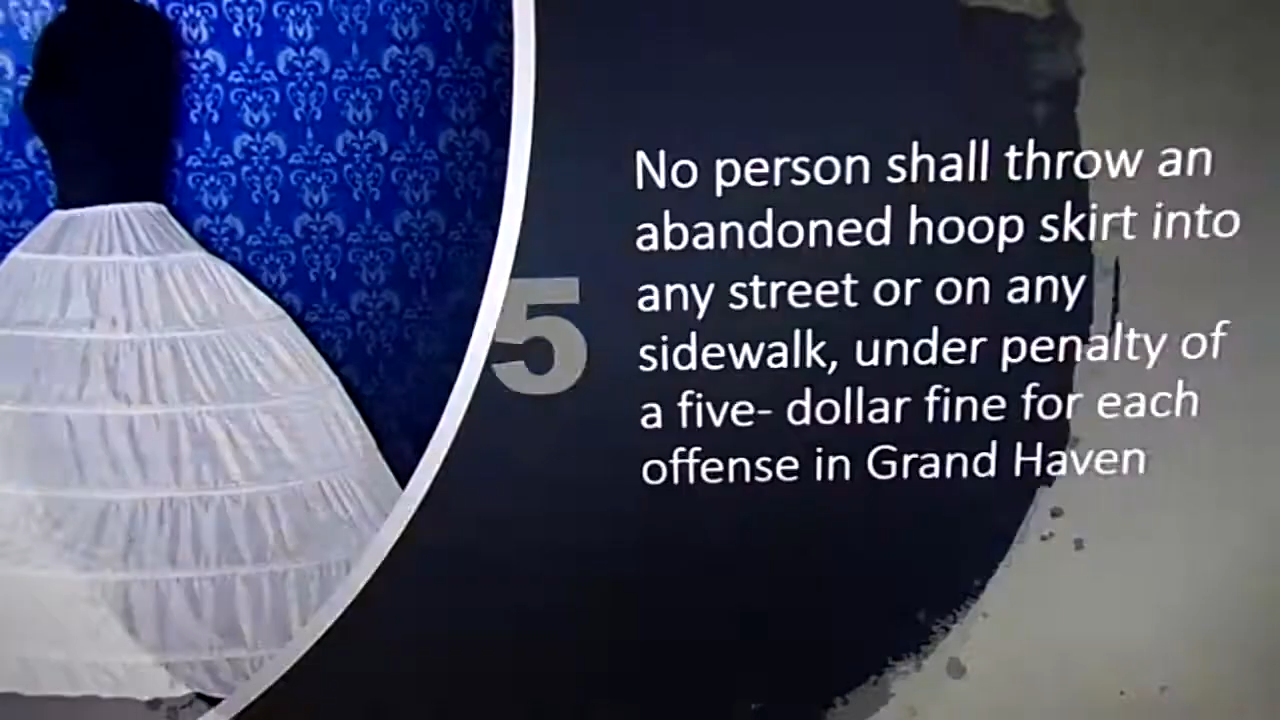 5
No person shall throw an
abandoned hoop skirt into
any street or on any
sidewalk, under penalty of
a five- dollar fine for each
offense in Grand Haven